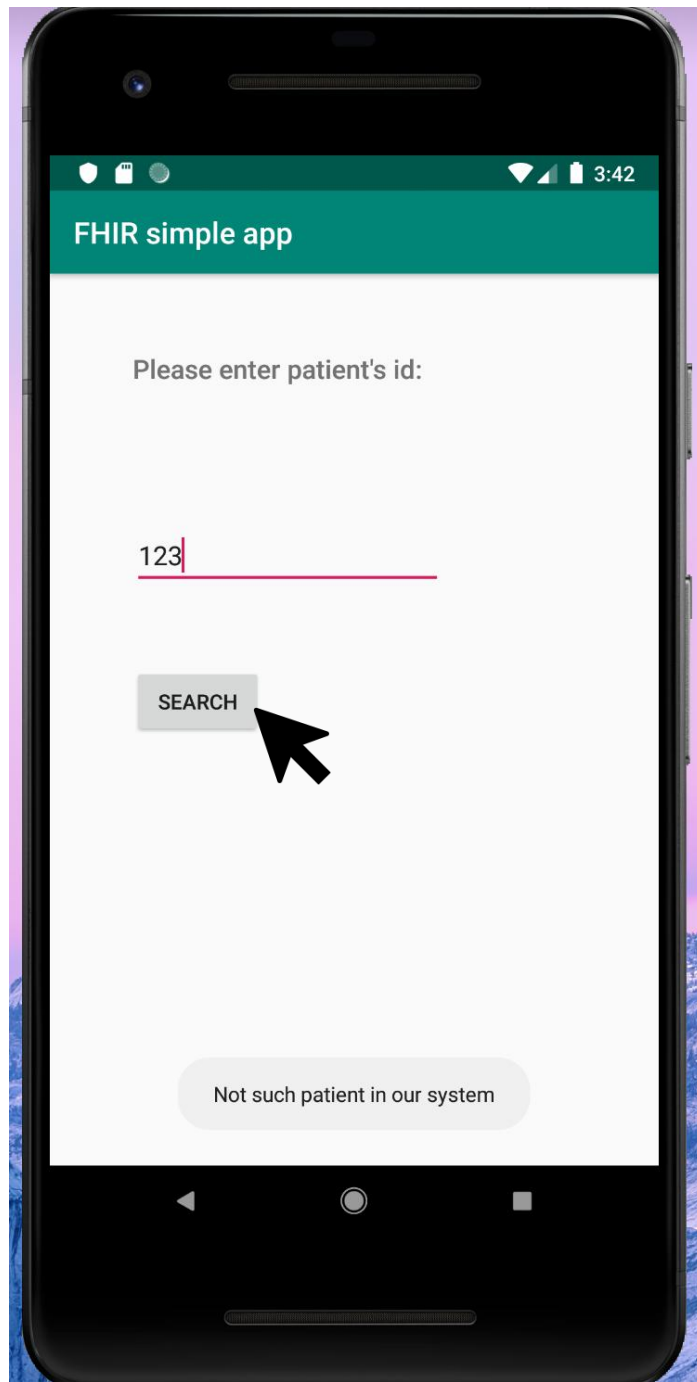 3:42
FHIR simple app
Please enter patient's id:
123
SEARCH
Not such patient in our system